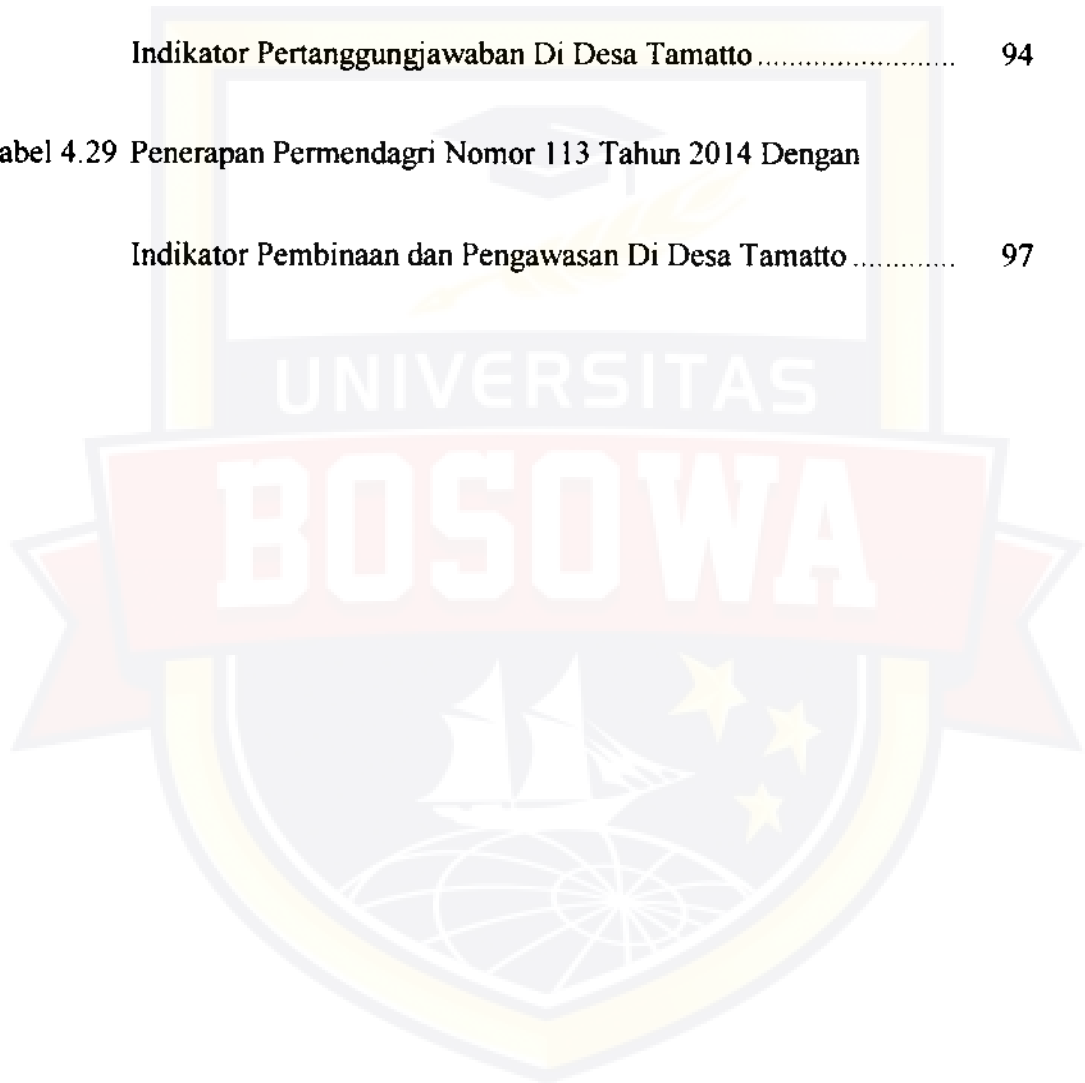 Indikator Pertanggungjawaban Di Desa Tamatto ........................ 94
abel 4.29 Penerapan Permendagri Nomor 113 Tahun 2014 Dengan
Indikator Pembinaan dan Pengawasan Di Desa Tamatto ............. 97
UNIVERSITAS
BOSOWA